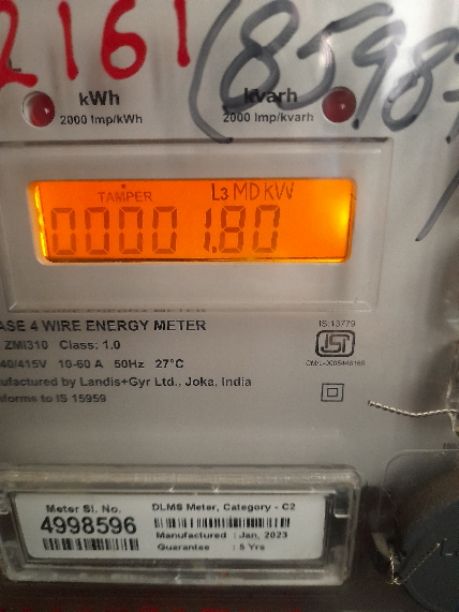 2161 (8598
kWh kvarh
2000 Imp/kWh 2000 Imp/kvarh
TAMPER L3 MD kW
00001.80
ASE 4 WIRE ENERGY METER
ZMI310 Class: 1.0
40/415V 10-60 A 50Hz 27°C
ufactured by Landis+Gyr Ltd., Joka, India
forms to IS 15959
IS:13779
ISI
Meter Sl. No.
4998596
DLMS Meter, Category - C2
Manufactured : Jan, 2023
Guarantee : 5 Yrs